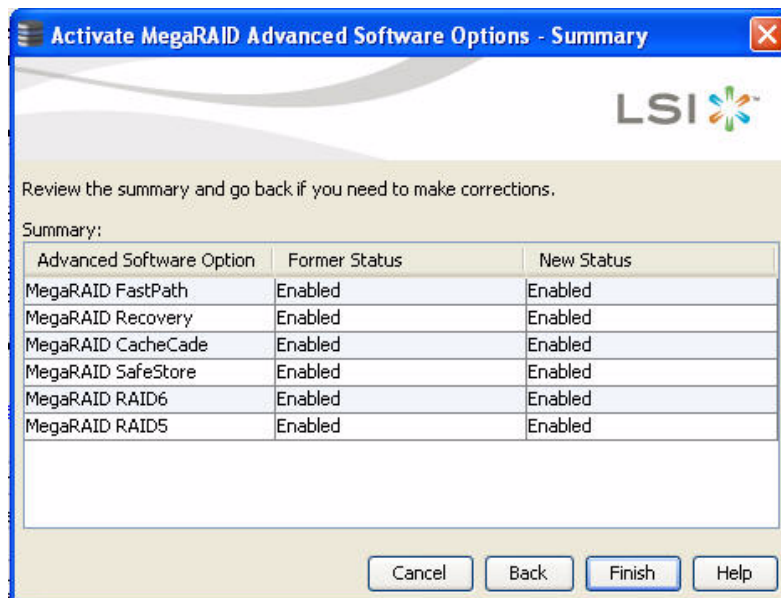 Activate MegaRAID Advanced Software Options - Summary
LSI
Review the summary and go back if you need to make corrections.
Summary:
Advanced Software Option Former Status New Status
MegaRAID FastPath Enabled Enabled
MegaRAID Recovery Enabled Enabled
MegaRAID CacheCade Enabled Enabled
MegaRAID SafeStore Enabled Enabled
MegaRAID RAID6 Enabled Enabled
MegaRAID RAID5 Enabled Enabled
Cancel Back Finish Help